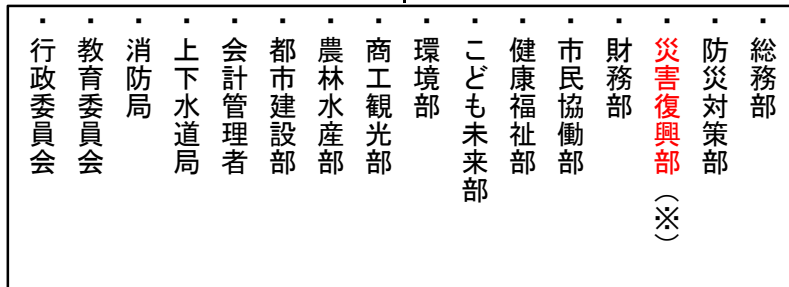 ・総務部
・防災対策部
・災害復興部（※）
・財務部
・市民協働部
・健康福祉部
・こども未来部
・環境部
・商工観光部
・農林水産部
・都市建設部
・会計管理者
・上下水道局
・消防局
・教育委員会
・行政委員会